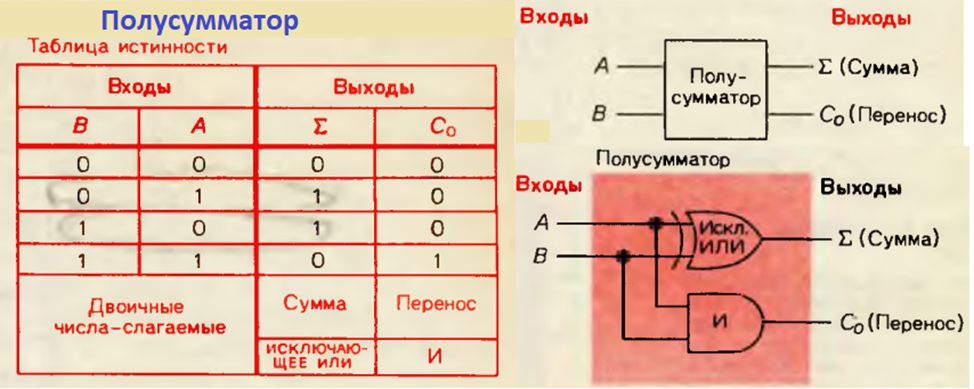 Полусумматор
Таблица истинности
Входы Выходы
B A Σ C₀
0 0 0 0
0 1 1 0
1 0 1 0
1 1 0 1
Двоичные
числа-слагаемые
Сумма Перенос
ИСКЛЮЧАЮ-
ЩЕЕ ИЛИ
И
Входы Выходы
A
B
Полу-
сумматор
Σ (Сумма)
C₀ (Перенос)
Полусумматор
Входы Выходы
A
B
Искл.
ИЛИ
Σ (Сумма)
И
C₀ (Перенос)